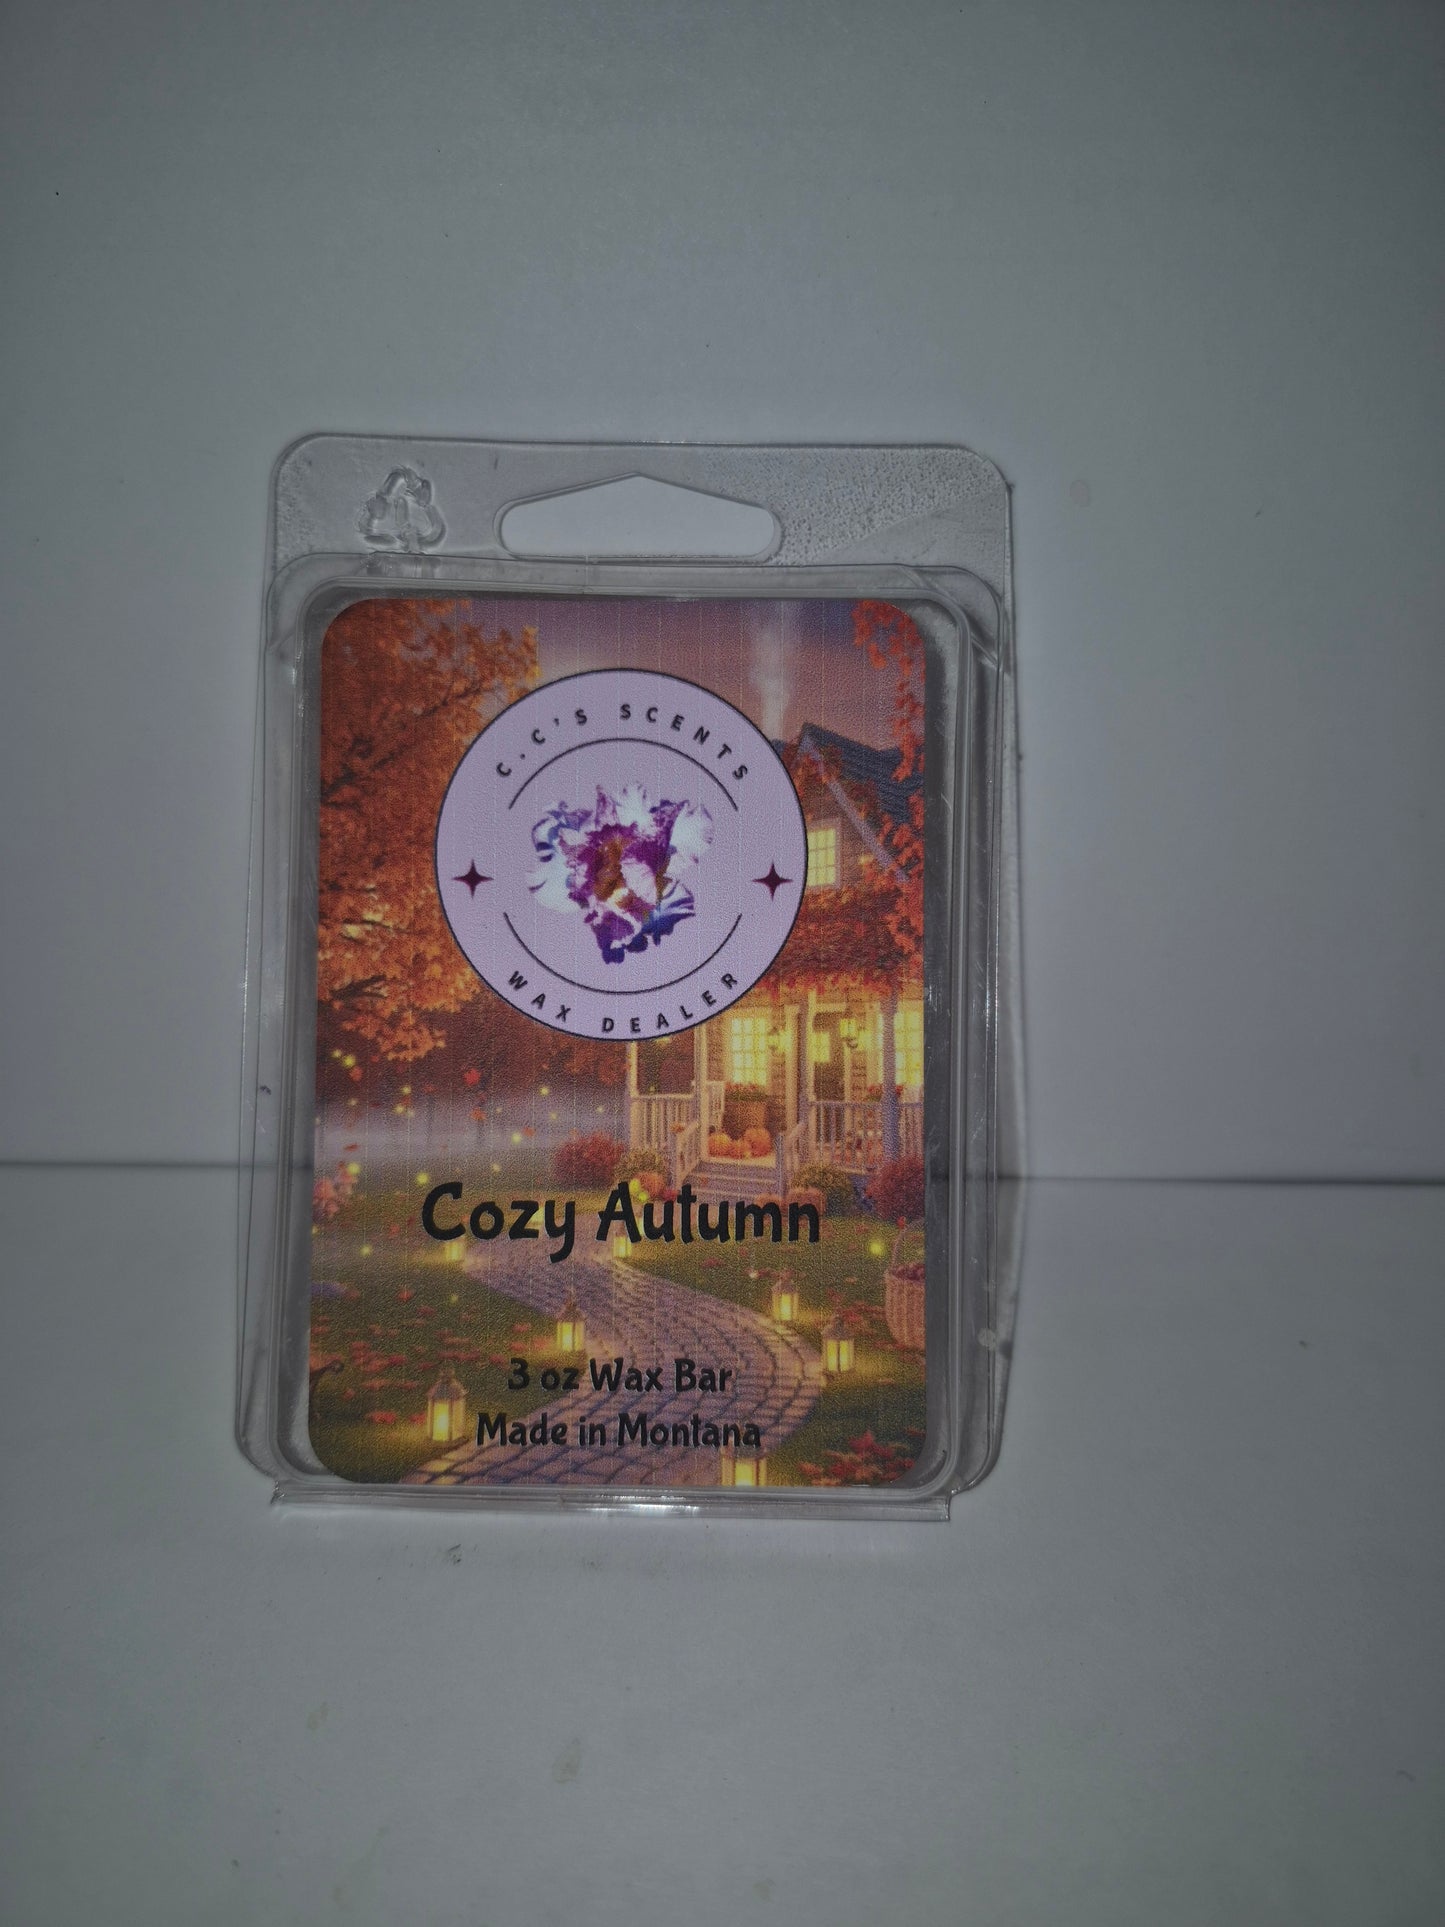 C.C'S SCENTS
WAX DEALER
Cozy Autumn
3 oz Wax Bar
Made in Montana